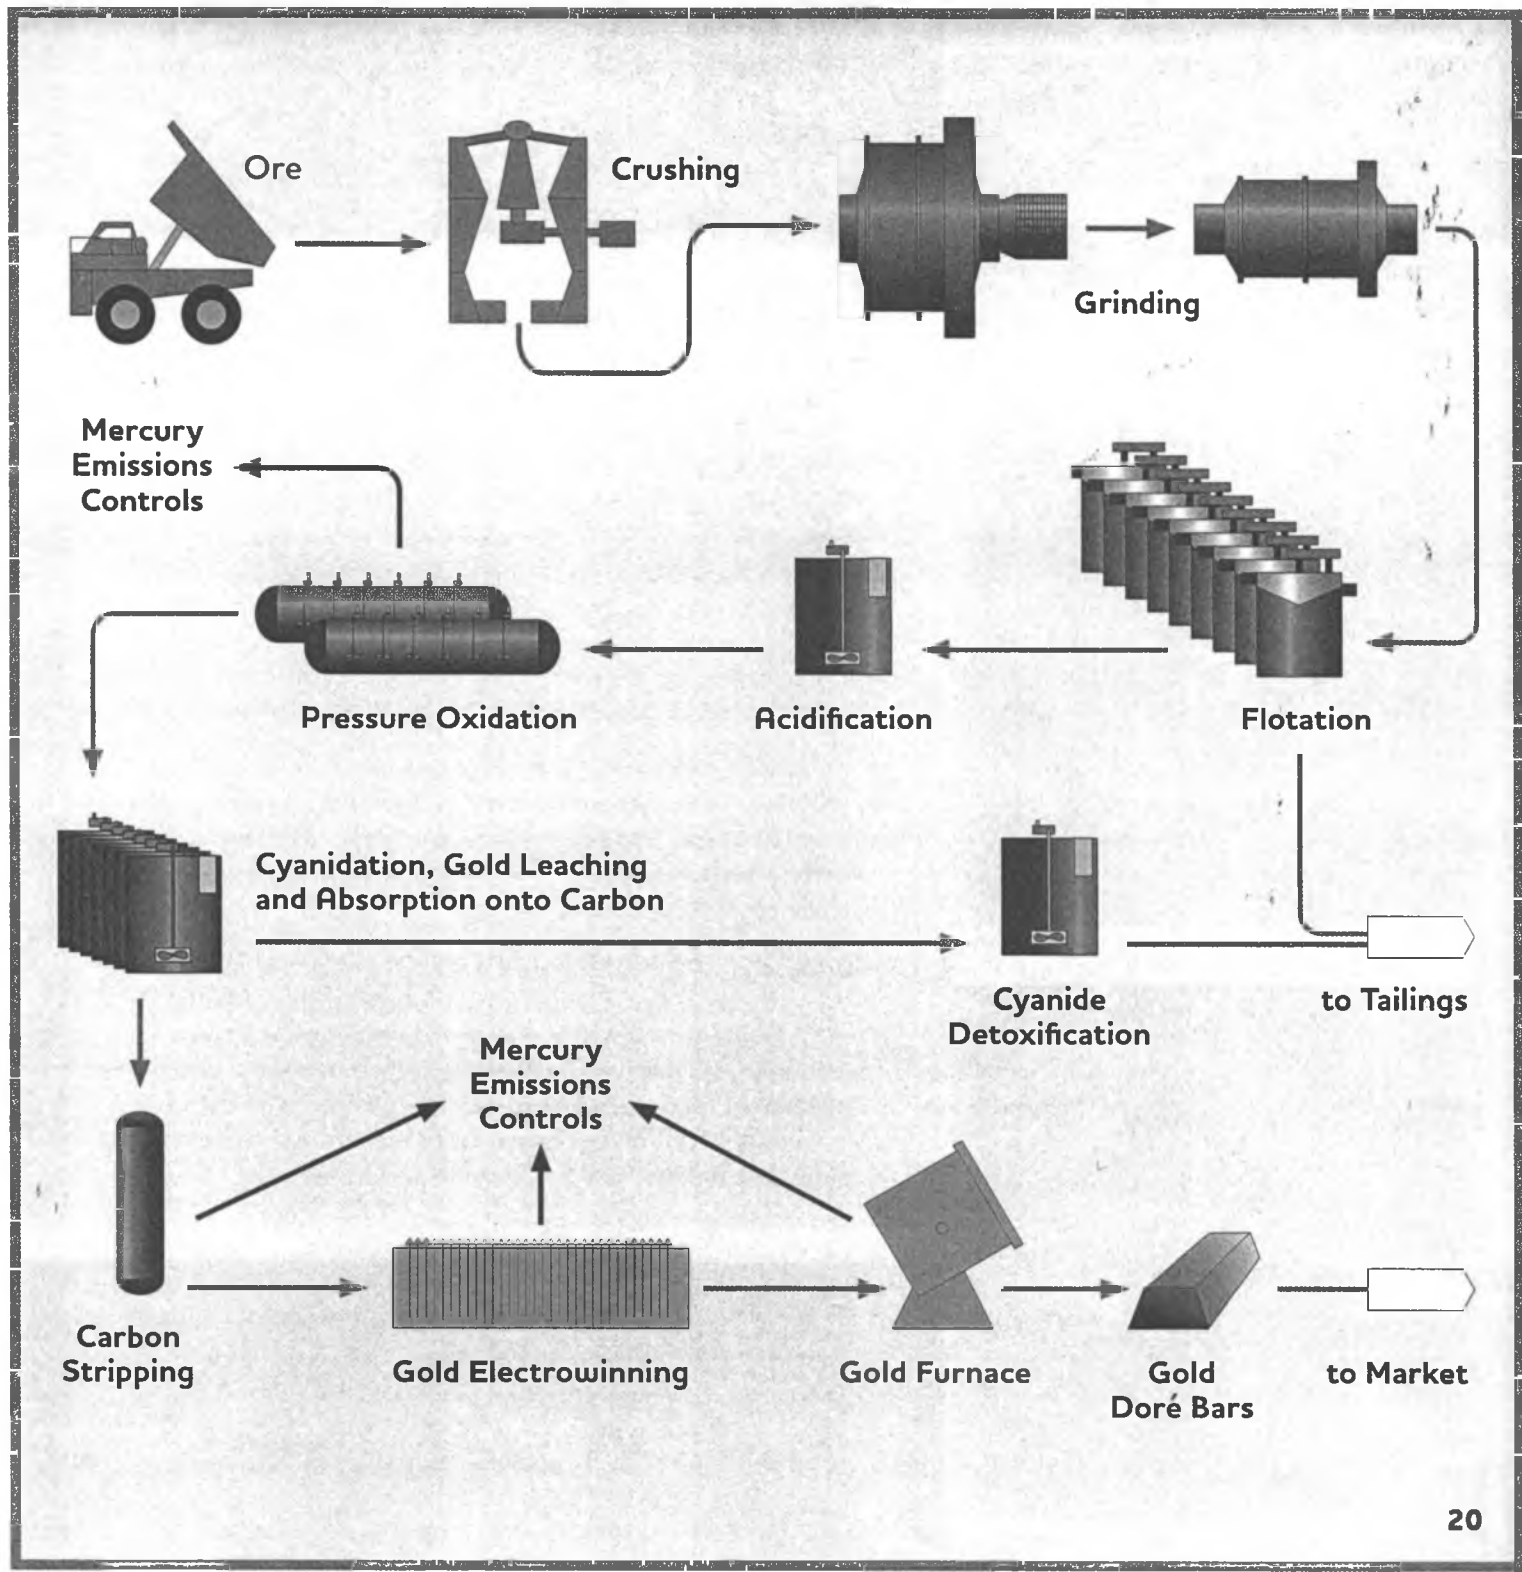 Ore
Crushing
Grinding
Mercury
Emissions
Controls
Pressure Oxidation
Acidification
Flotation
Cyanidation, Gold Leaching
and Absorption onto Carbon
Cyanide
Detoxification
to Tailings
Mercury
Emissions
Controls
Carbon
Stripping
Gold Electrowinning
Gold Furnace
Gold
Doré Bars
to Market
20